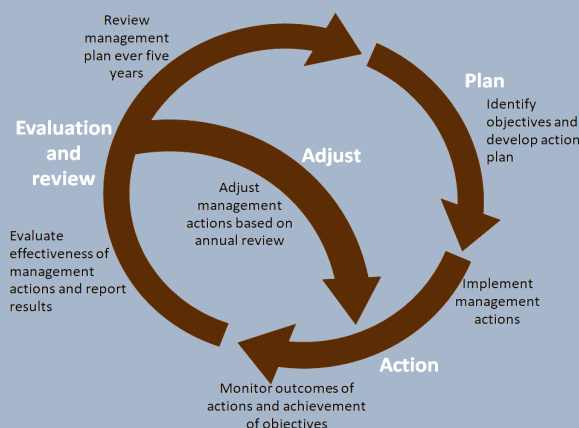 Review
management
plan ever five
years
Plan
Identify
objectives and
develop action
plan
Evaluation
and
review
Adjust
Adjust
management
actions based on
annual review
Evaluate
effectiveness of
management
actions and report
results
Implement
management
actions
Action
Monitor outcomes of
actions and achievement
of objectives